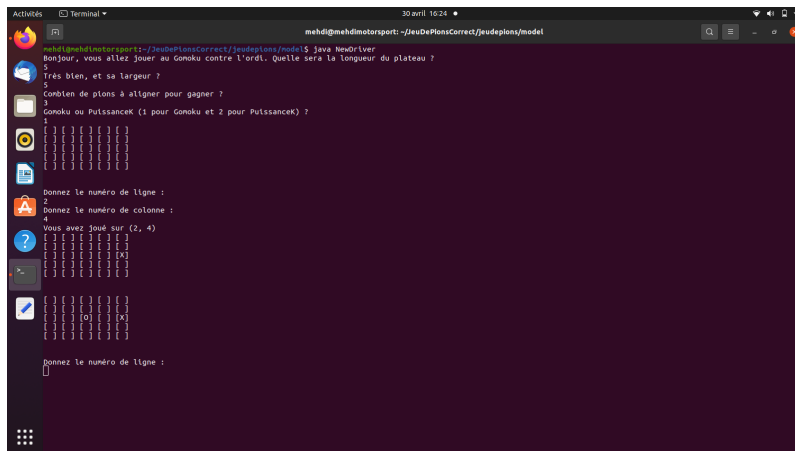 Activités
Terminal
30 avril 16:24
mehdi@mehdimotorsport: ~/JeuDePionsCorrect/jeudepions/model
mehdi@mehdimotorsport:~/JeuDePionsCorrect/jeudepions/model$ java NewDriver
Bonjour, vous allez jouer au Gomoku contre l'ordi. Quelle sera la longueur du plateau ?
5
Très bien, et sa largeur ?
5
Combien de pions à aligner pour gagner ?
3
Gomoku ou PuissanceK (1 pour Gomoku et 2 pour PuissanceK) ?
1
[ ] [ ] [ ] [ ] [ ]
[ ] [ ] [ ] [ ] [ ]
[ ] [ ] [ ] [ ] [ ]
[ ] [ ] [ ] [ ] [ ]
[ ] [ ] [ ] [ ] [ ]
Donnez le numéro de ligne :
2
Donnez le numéro de colonne :
4
Vous avez joué sur (2, 4)
[ ] [ ] [ ] [ ] [ ]
[ ] [ ] [ ] [ ] [ ]
[ ] [ ] [ ] [ ] [X]
[ ] [ ] [ ] [ ] [ ]
[ ] [ ] [ ] [ ] [ ]
[ ] [ ] [ ] [ ] [ ]
[ ] [ ] [ ] [ ] [ ]
[ ] [ ] [O] [ ] [X]
[ ] [ ] [ ] [ ] [ ]
[ ] [ ] [ ] [ ] [ ]
Donnez le numéro de ligne :